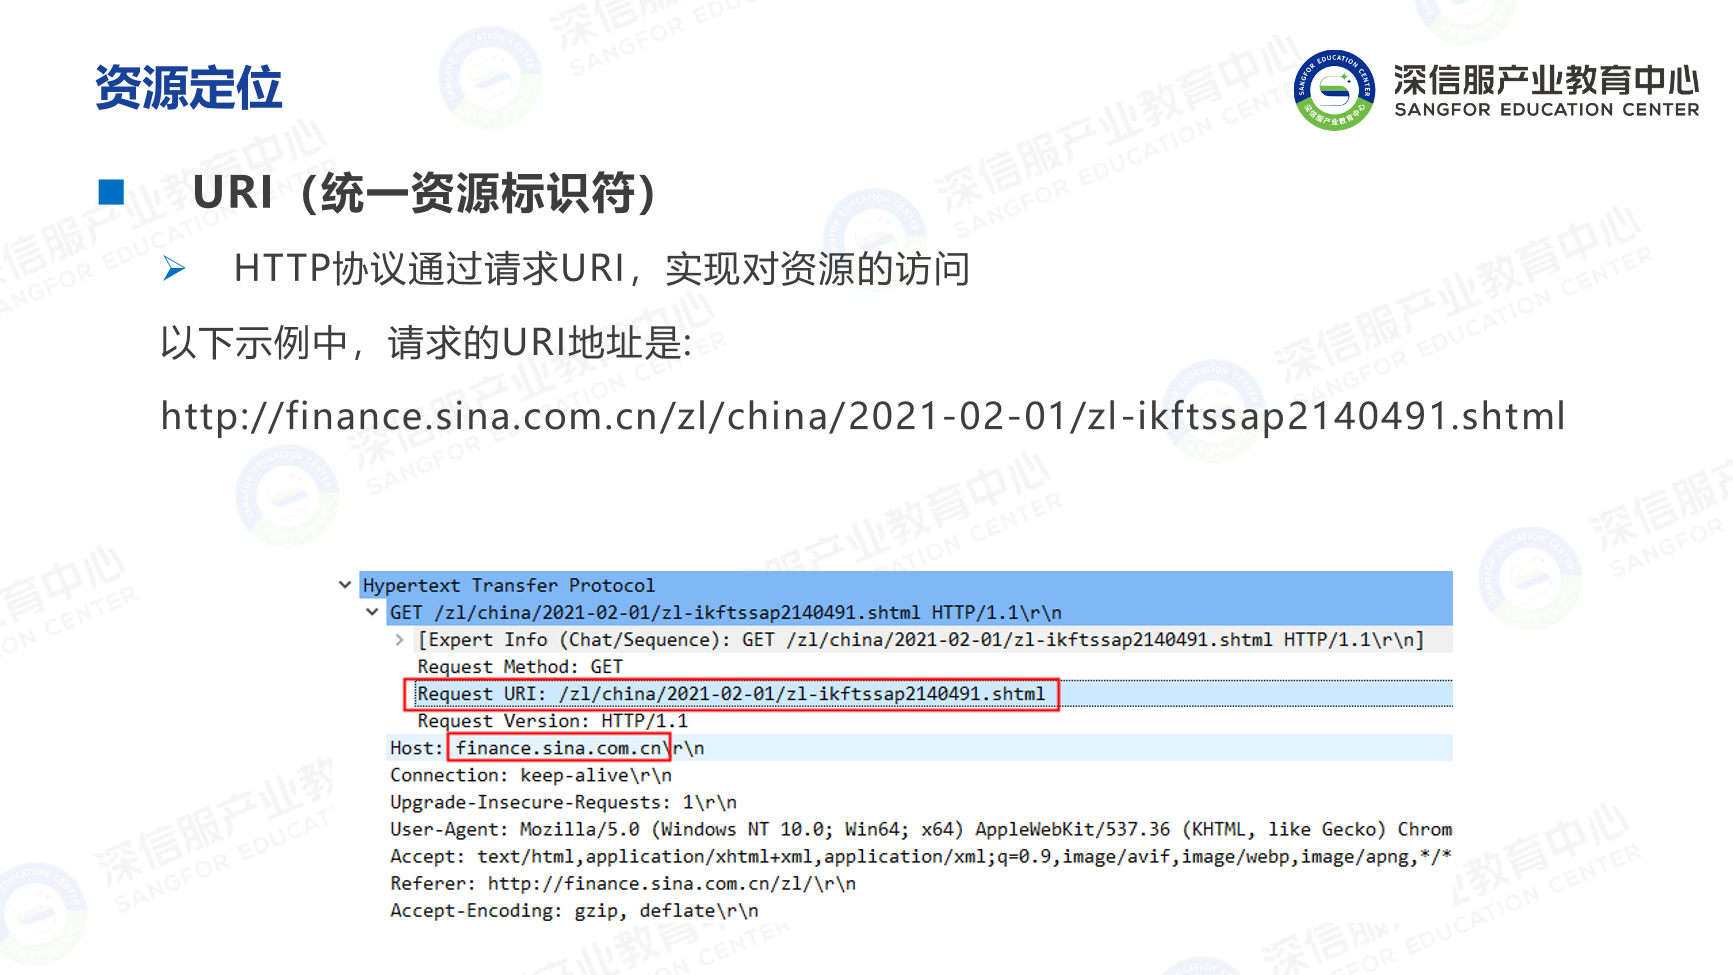 资源定位
深信服产业教育中心
SANGFOR EDUCATION CENTER
URI（统一资源标识符）
HTTP协议通过请求URI，实现对资源的访问
以下示例中，请求的URI地址是:
http://finance.sina.com.cn/zl/china/2021-02-01/zl-ikftssap2140491.shtml
Hypertext Transfer Protocol
GET /zl/china/2021-02-01/zl-ikftssap2140491.shtml HTTP/1.1\r\n
[Expert Info (Chat/Sequence): GET /zl/china/2021-02-01/zl-ikftssap2140491.shtml HTTP/1.1\r\n]
Request Method: GET
Request URI: /zl/china/2021-02-01/zl-ikftssap2140491.shtml
Request Version: HTTP/1.1
Host: finance.sina.com.cn\r\n
Connection: keep-alive\r\n
Upgrade-Insecure-Requests: 1\r\n
User-Agent: Mozilla/5.0 (Windows NT 10.0; Win64; x64) AppleWebKit/537.36 (KHTML, like Gecko) Chrom
Accept: text/html,application/xhtml+xml,application/xml;q=0.9,image/avif,image/webp,image/apng,*/*
Referer: http://finance.sina.com.cn/zl/\r\n
Accept-Encoding: gzip, deflate\r\n